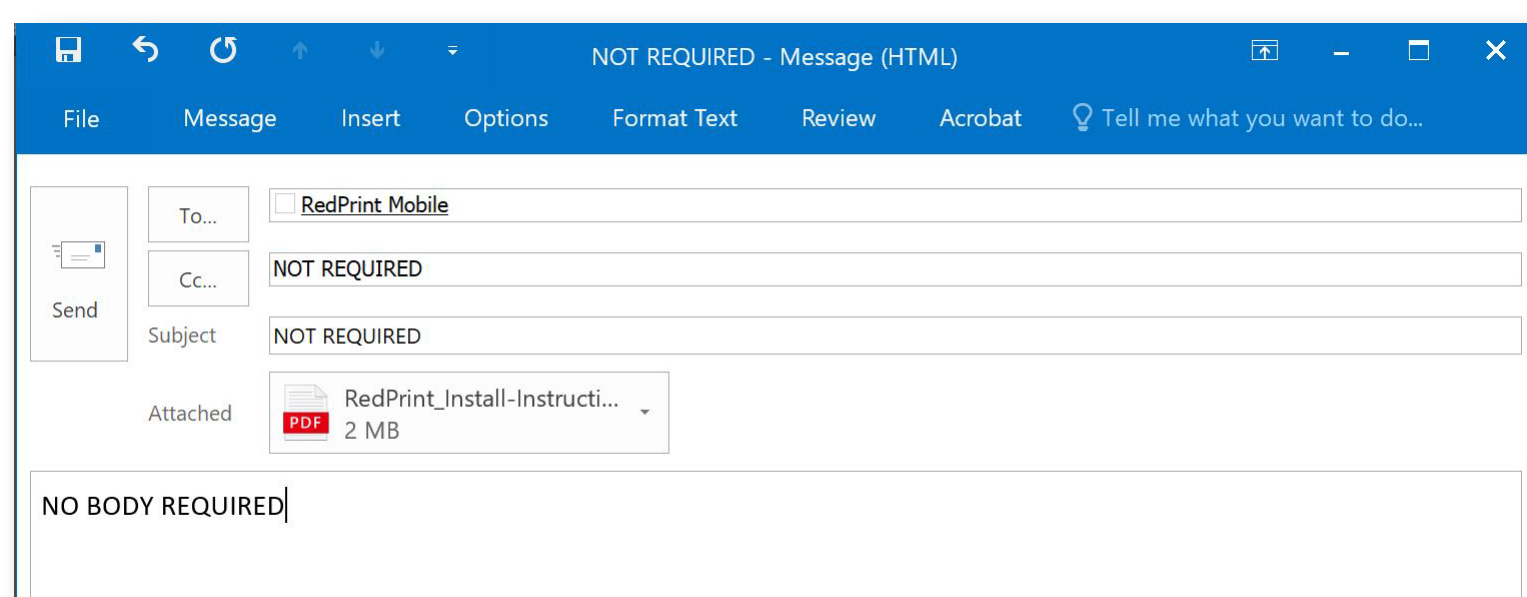 NOT REQUIRED - Message (HTML)
File Message Insert Options Format Text Review Acrobat Tell me what you want to do...
To... RedPrint Mobile
Cc... NOT REQUIRED
Send
Subject NOT REQUIRED
Attached
PDF
RedPrint_Install-Instructi...
2 MB
NO BODY REQUIRED